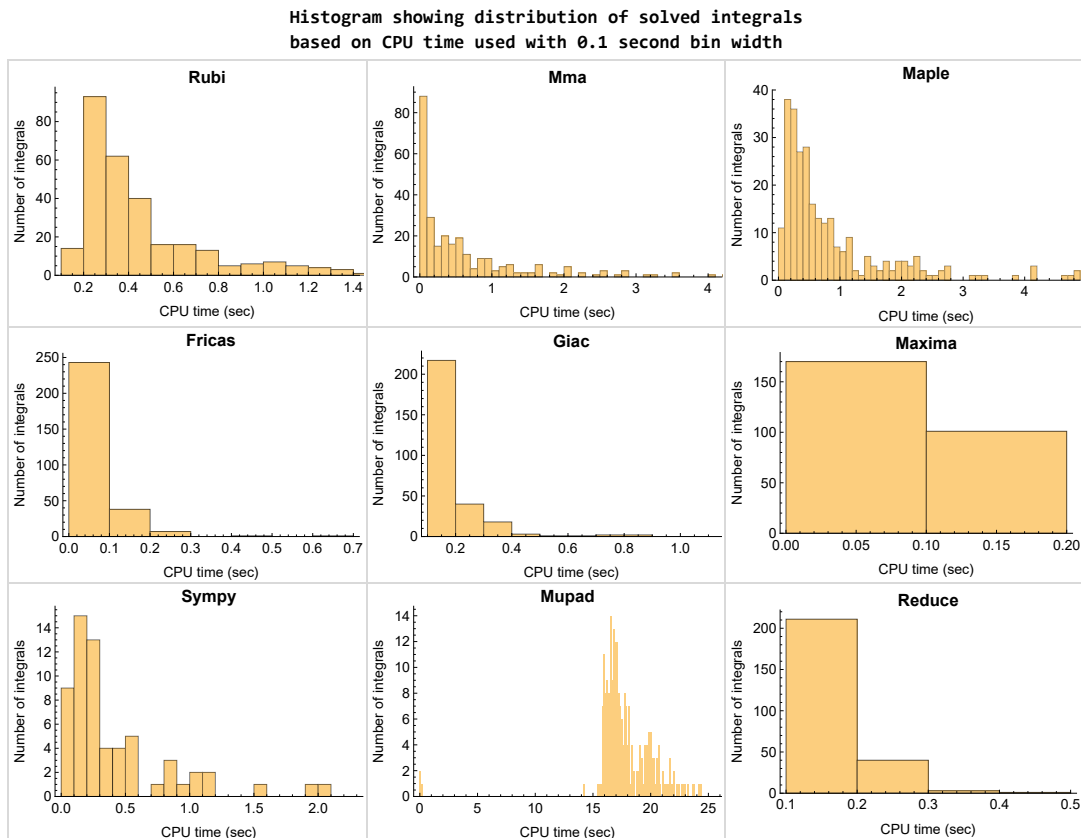 Histogram showing distribution of solved integrals
based on CPU time used with 0.1 second bin width
Rubi
Number of integrals
80
60
40
20
0
0.2 0.4 0.6 0.8 1.0 1.2 1.4
CPU time (sec)
Mma
Number of integrals
80
60
40
20
0
0 1 2 3 4
CPU time (sec)
Maple
Number of integrals
40
30
20
10
0
0 1 2 3 4
CPU time (sec)
Fricas
Number of integrals
250
200
150
100
50
0
0.0 0.1 0.2 0.3 0.4 0.5 0.6 0.7
CPU time (sec)
Giac
Number of integrals
200
150
100
50
0
0.2 0.4 0.6 0.8 1.0
CPU time (sec)
Maxima
Number of integrals
150
100
50
0
0.00 0.05 0.10 0.15 0.20
CPU time (sec)
Sympy
Number of integrals
14
12
10
8
6
4
2
0
0.0 0.5 1.0 1.5 2.0
CPU time (sec)
Mupad
Number of integrals
14
12
10
8
6
4
2
0
0 5 10 15 20 25
CPU time (sec)
Reduce
Number of integrals
200
150
100
50
0
0.1 0.2 0.3 0.4 0.5
CPU time (sec)